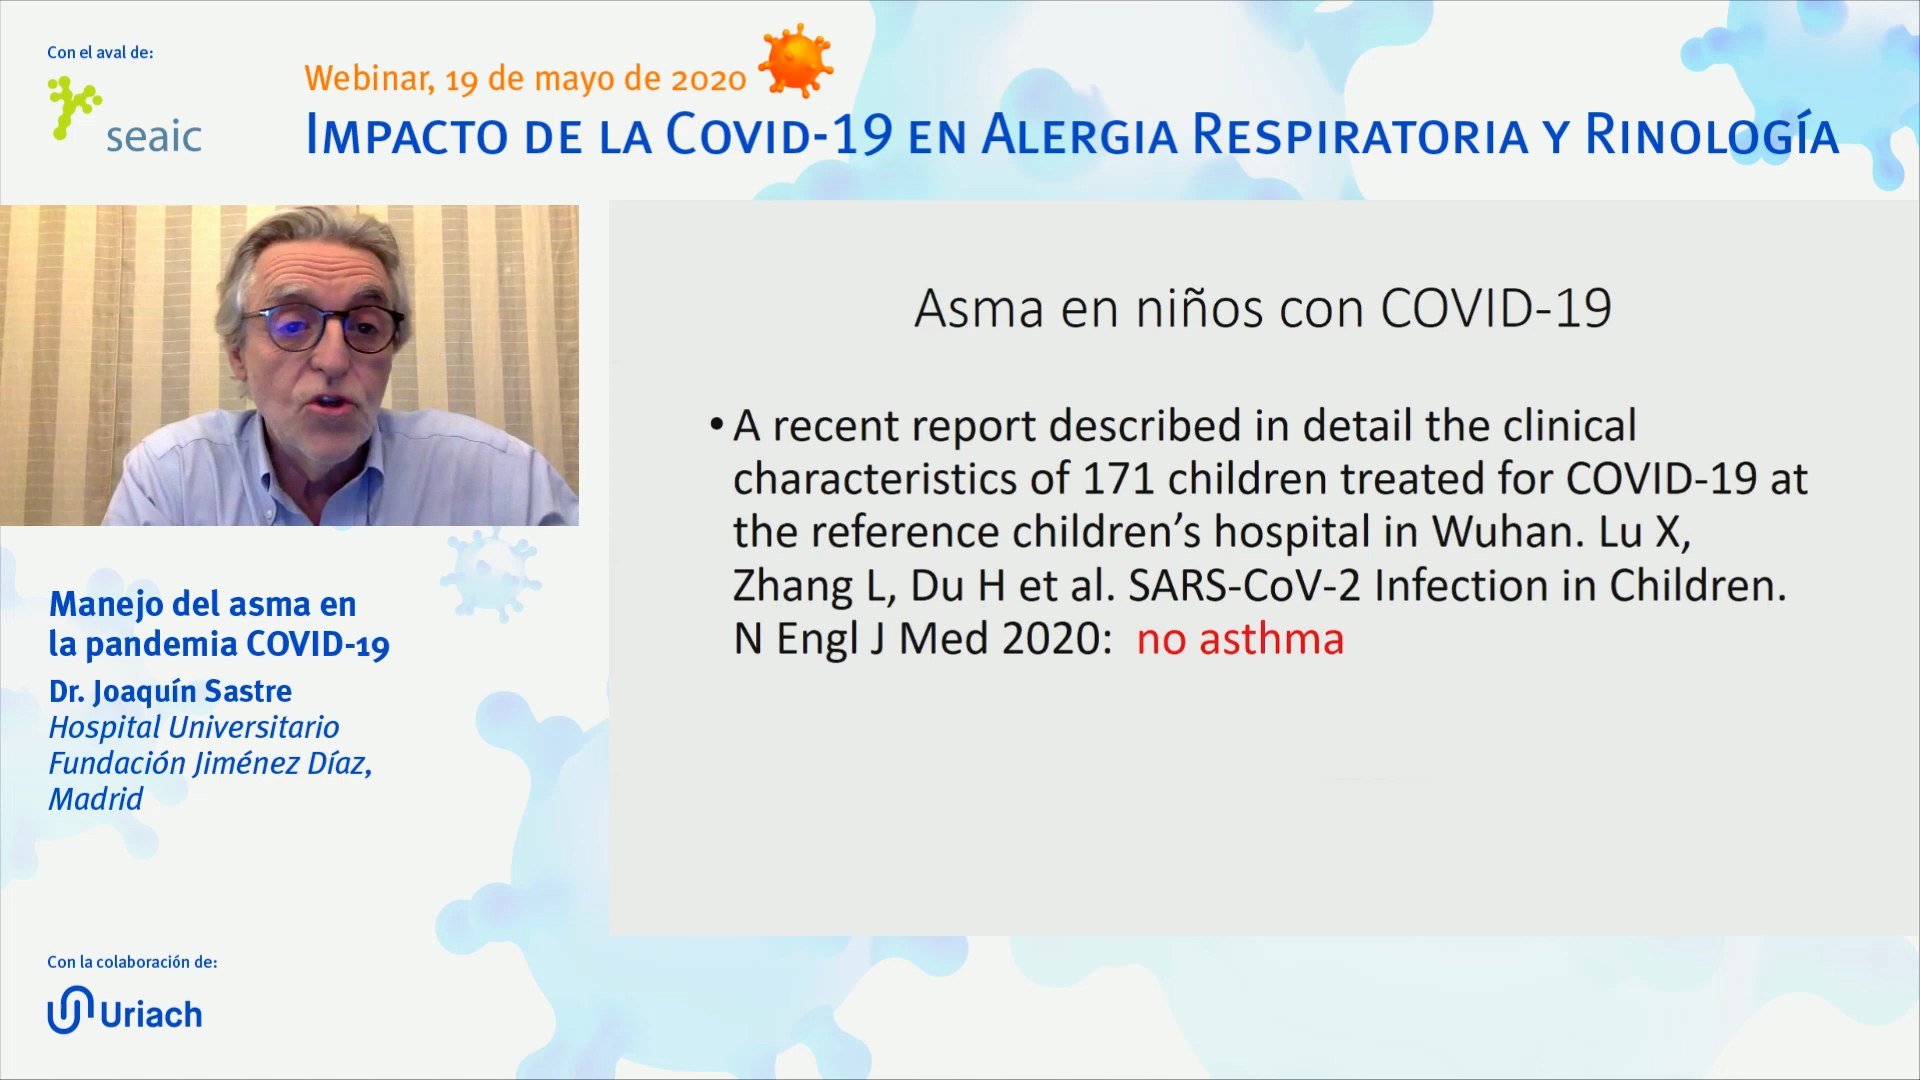 Con el aval de:
seaic
Webinar, 19 de mayo de 2020
Impacto de la Covid-19 en Alergia Respiratoria y Rinología
Asma en niños con COVID-19
• A recent report described in detail the clinical
characteristics of 171 children treated for COVID-19 at
the reference children’s hospital in Wuhan. Lu X,
Zhang L, Du H et al. SARS-CoV-2 Infection in Children.
N Engl J Med 2020: no asthma
Manejo del asma en
la pandemia COVID-19
Dr. Joaquín Sastre
Hospital Universitario
Fundación Jiménez Díaz,
Madrid
Con la colaboración de:
Uriach